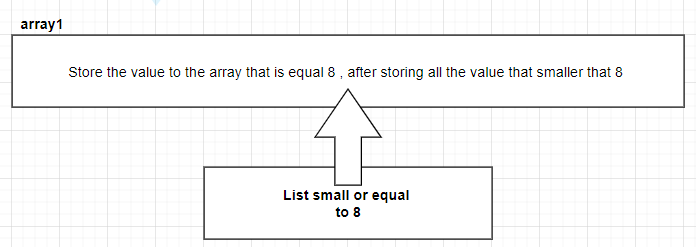 array1
Store the value to the array that is equal 8 , after storing all the value that smaller that 8
List small or equal
to 8